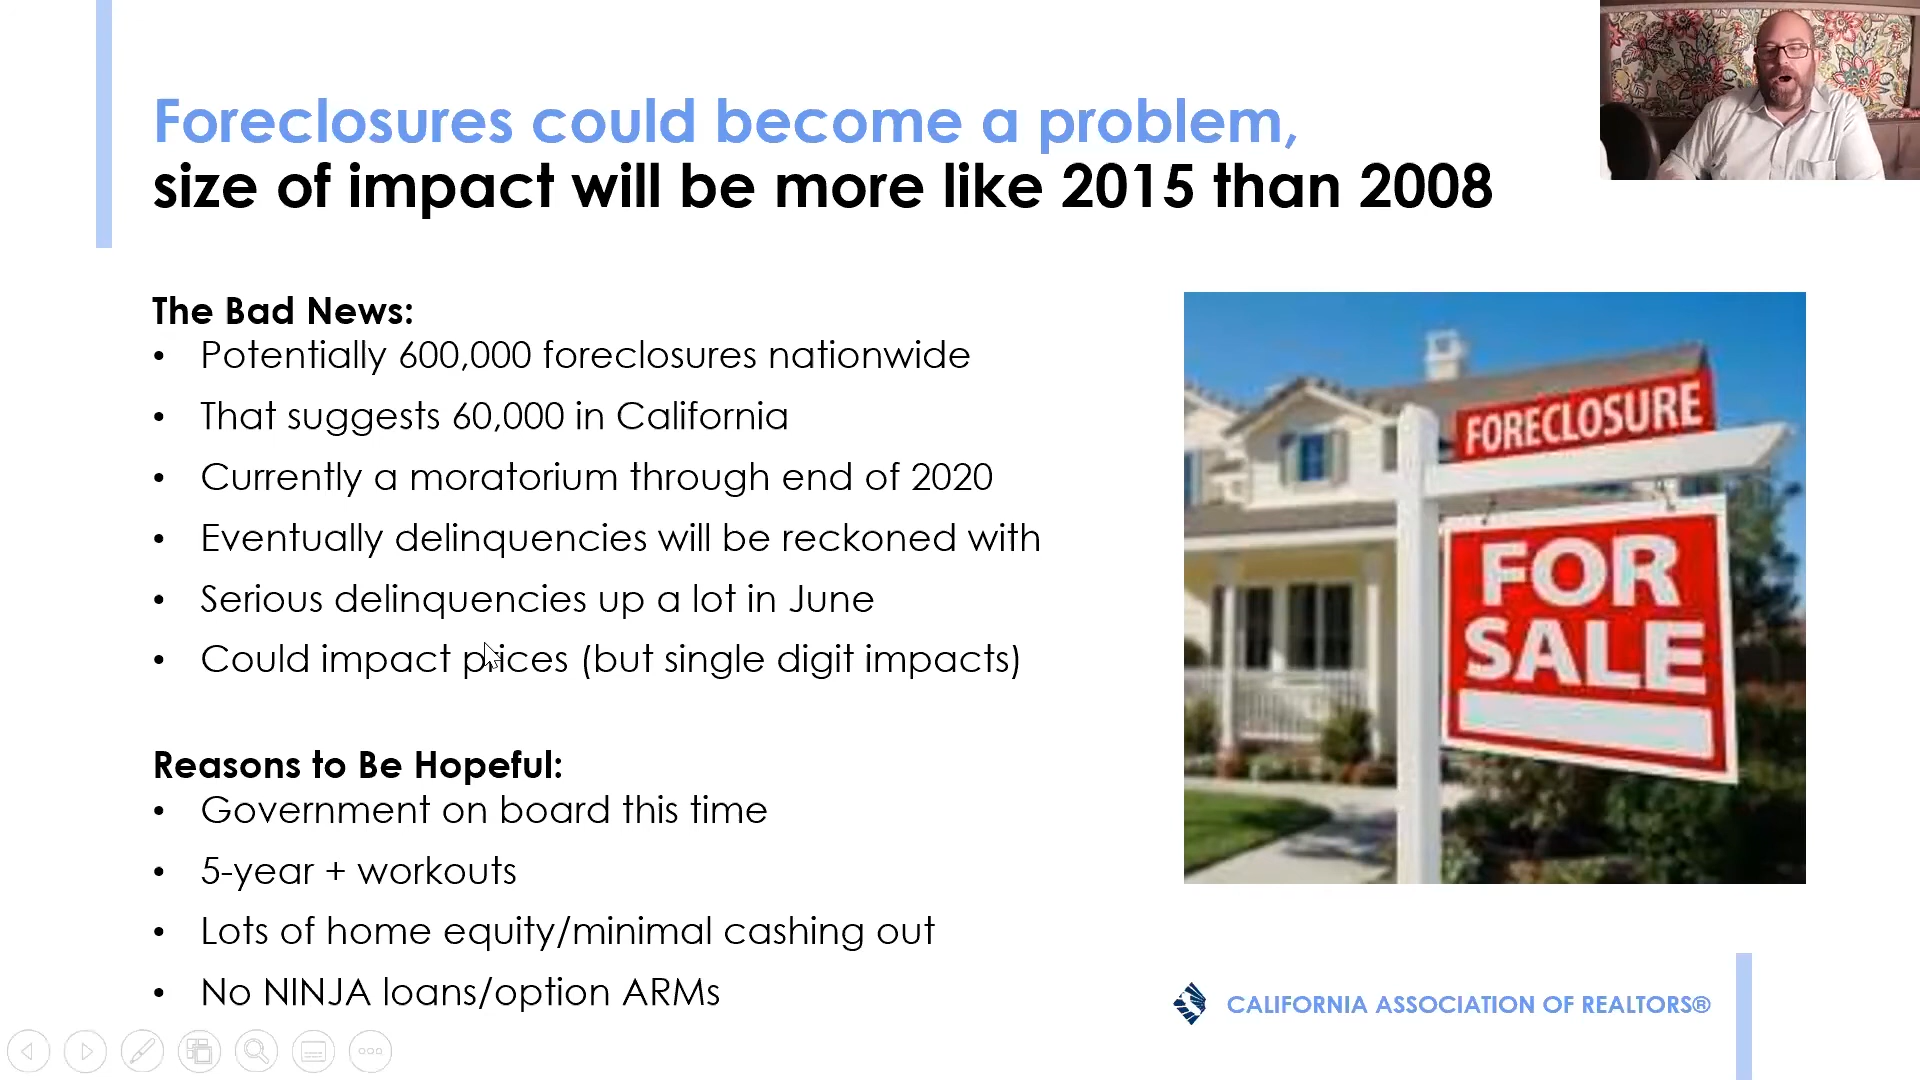 Foreclosures could become a problem,
size of impact will be more like 2015 than 2008
The Bad News:
• Potentially 600,000 foreclosures nationwide
• That suggests 60,000 in California
• Currently a moratorium through end of 2020
• Eventually delinquencies will be reckoned with
• Serious delinquencies up a lot in June
• Could impact prices (but single digit impacts)
Reasons to Be Hopeful:
• Government on board this time
• 5-year + workouts
• Lots of home equity/minimal cashing out
• No NINJA loans/option ARMs
FORECLOSURE
FOR
SALE
CALIFORNIA ASSOCIATION OF REALTORS®